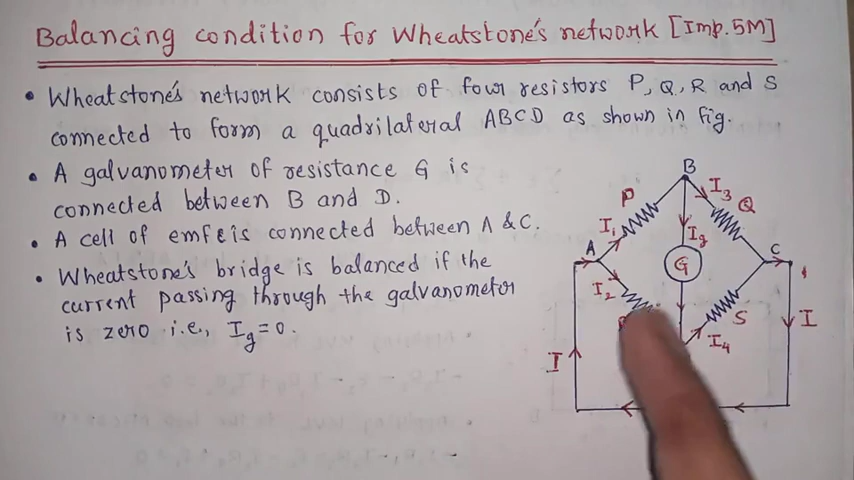 Balancing condition for Wheatstone's network [Imp. 5M]
• Wheatstone's network consists of four resistors P, Q, R and S
connected to form a quadrilateral ABCD as shown in Fig.
• A galvanometer of resistance G is
connected between B and D.
• A cell of emf ε is connected between A & C.
• Wheatstone's bridge is balanced if the
current passing through the galvanometer
is zero i.e., Ig = 0.
B
P
I3
Q
I1
Ig
A
G
C
I2
S
I
I4
I